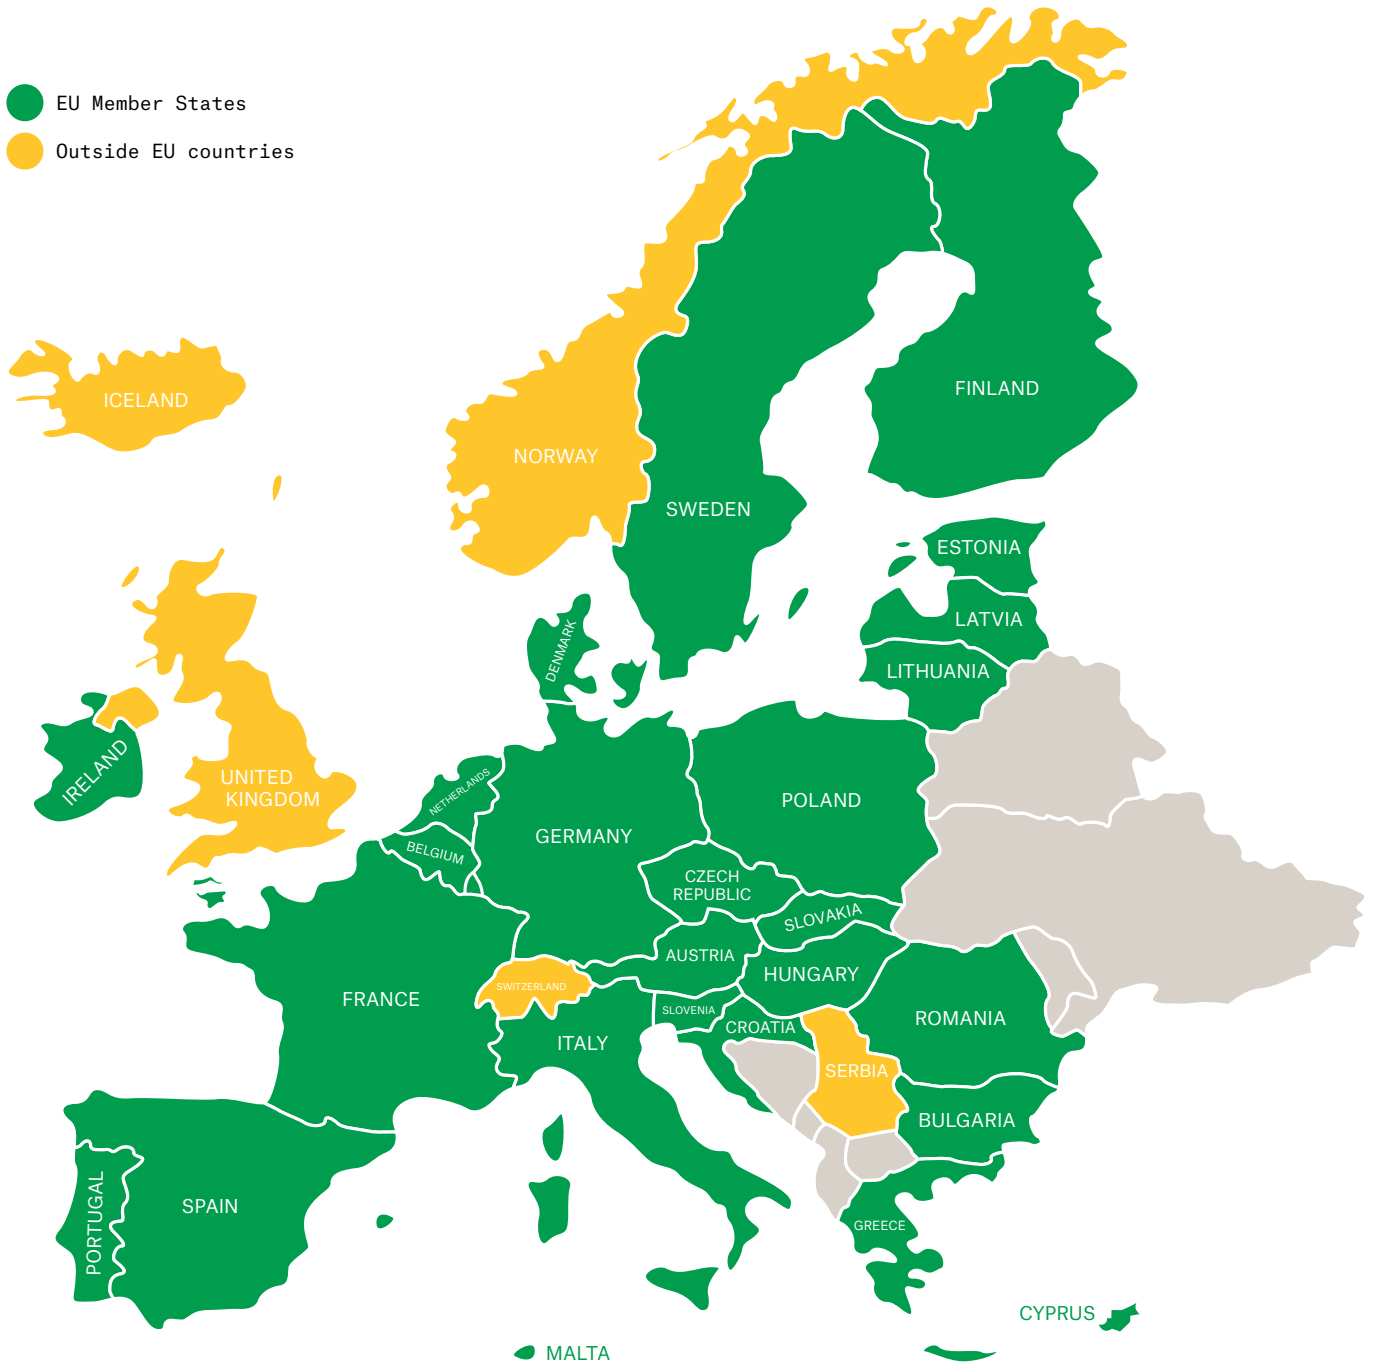 EU Member States
Outside EU countries
ICELAND
FINLAND
NORWAY
SWEDEN
ESTONIA
LATVIA
LITHUANIA
DENMARK
IRELAND
UNITED
KINGDOM
NETHERLANDS
BELGIUM
GERMANY
POLAND
CZECH
REPUBLIC
SLOVAKIA
AUSTRIA
HUNGARY
SWITZERLAND
FRANCE
SLOVENIA
CROATIA
ROMANIA
ITALY
SERBIA
BULGARIA
PORTUGAL
SPAIN
GREECE
CYPRUS
MALTA